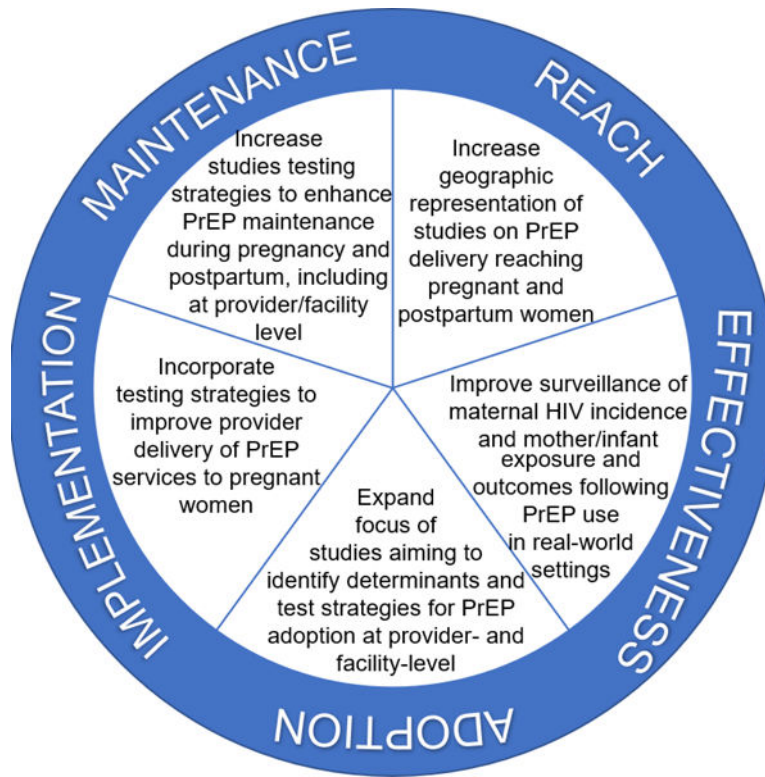 REACH
Increase
geographic
representation of
studies on PrEP
delivery reaching
pregnant and
postpartum women
EFFECTIVENESS
Improve surveillance of
maternal HIV incidence
and mother/infant
exposure and
outcomes following
PrEP use
in real-world
settings
ADOPTION
Expand
focus of
studies aiming to
identify determinants and
test strategies for PrEP
adoption at provider- and
facility-level
IMPLEMENTATION
Incorporate
testing strategies to
improve provider
delivery of PrEP
services to pregnant
women
MAINTENANCE
Increase
studies testing
strategies to enhance
PrEP maintenance
during pregnancy and
postpartum, including
at provider/facility
level